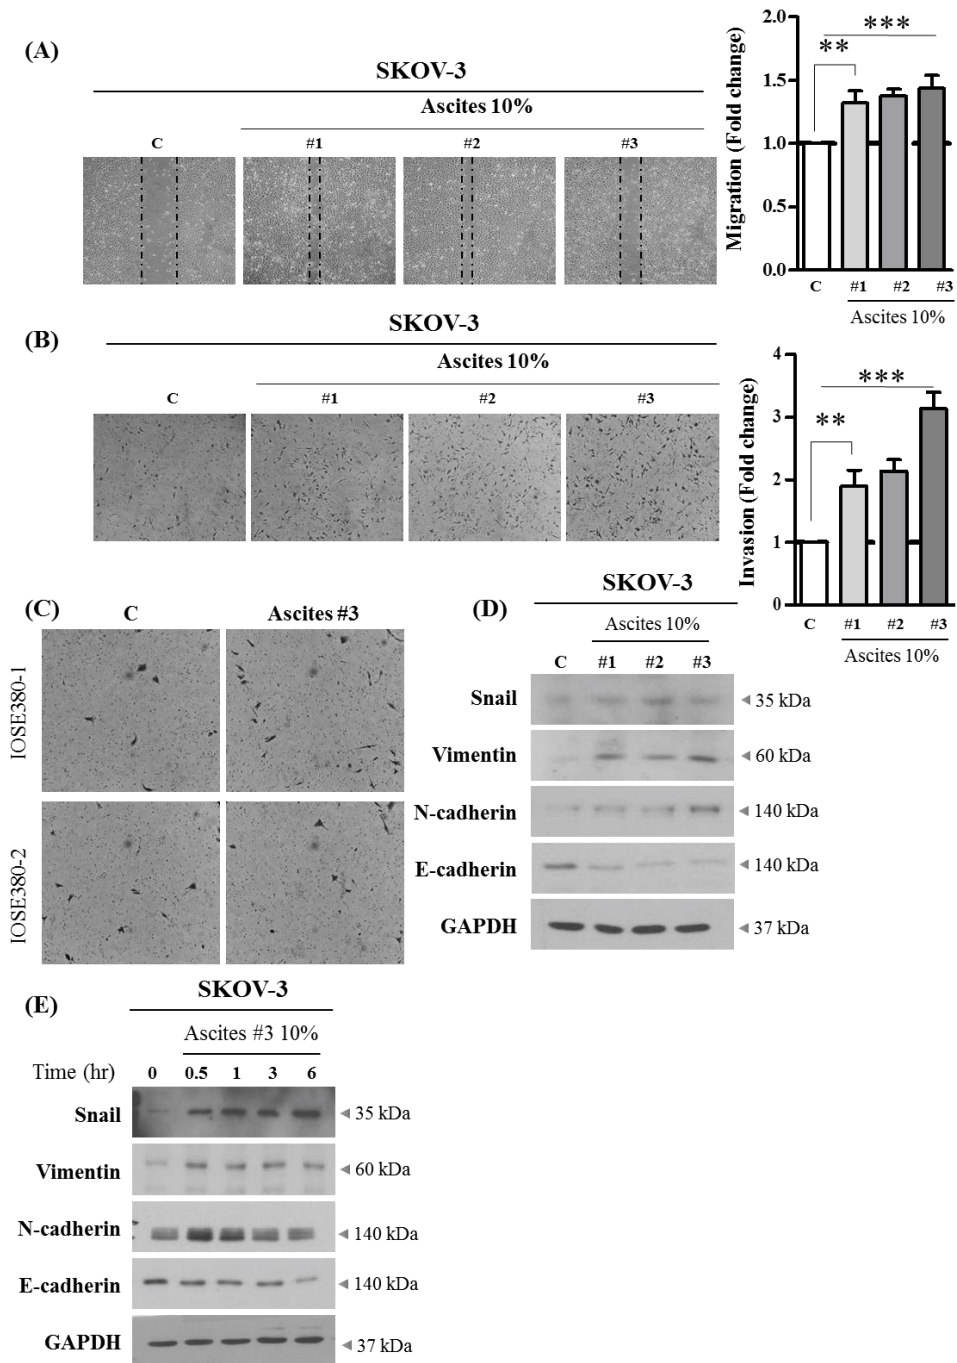 (A)
SKOV-3
Ascites 10%
C #1 #2 #3
Migration (Fold change)
2.0
1.5
1.0
0.5
0.0
**
***
C #1 #2 #3
Ascites 10%
(B)
SKOV-3
Ascites 10%
C #1 #2 #3
Invasion (Fold change)
4
3
2
1
0
**
***
C #1 #2 #3
Ascites 10%
(C)
C Ascites #3
IOSE380-1
IOSE380-2
(D)
SKOV-3
Ascites 10%
C #1 #2 #3
Snail 35 kDa
Vimentin 60 kDa
N-cadherin 140 kDa
E-cadherin 140 kDa
GAPDH 37 kDa
(E)
SKOV-3
Ascites #3 10%
Time (hr) 0 0.5 1 3 6
Snail 35 kDa
Vimentin 60 kDa
N-cadherin 140 kDa
E-cadherin 140 kDa
GAPDH 37 kDa